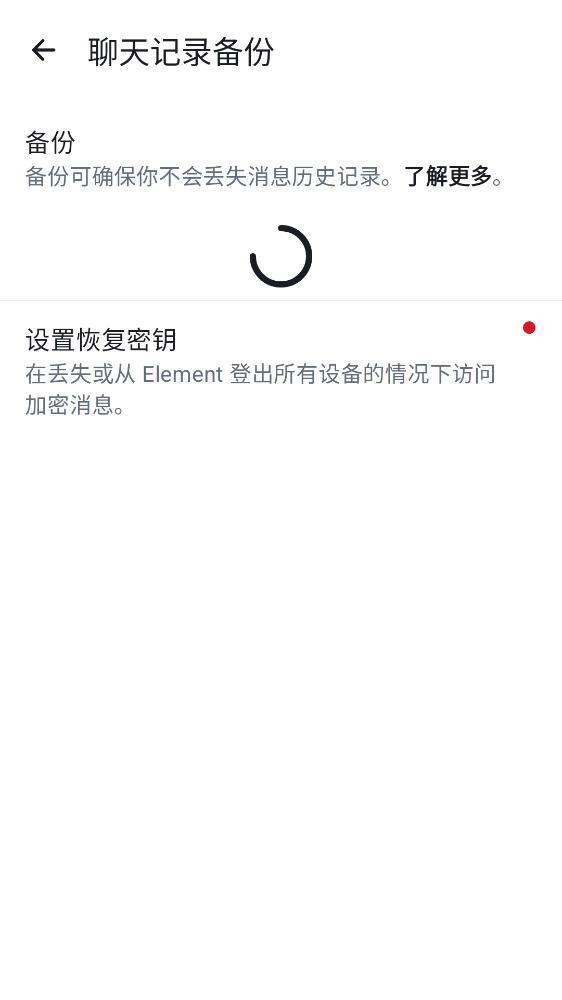 聊天记录备份
备份
备份可确保你不会丢失消息历史记录。了解更多。
设置恢复密钥
在丢失或从 Element 登出所有设备的情况下访问
加密消息。